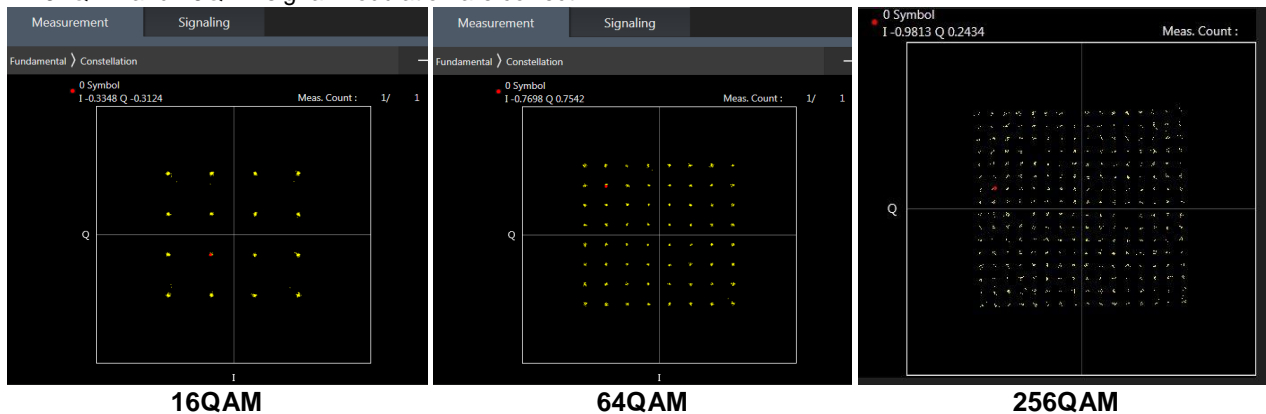 Measurement Signaling
Fundamental 〉 Constellation
0 Symbol
I -0.3348 Q -0.3124 Meas. Count : 1/ 1
Q
I
Measurement Signaling
Fundamental 〉 Constellation
0 Symbol
I -0.7698 Q 0.7542 Meas. Count : 1/ 1
Q
I
0 Symbol
I -0.9813 Q 0.2434 Meas. Count :
Q
16QAM
64QAM
256QAM